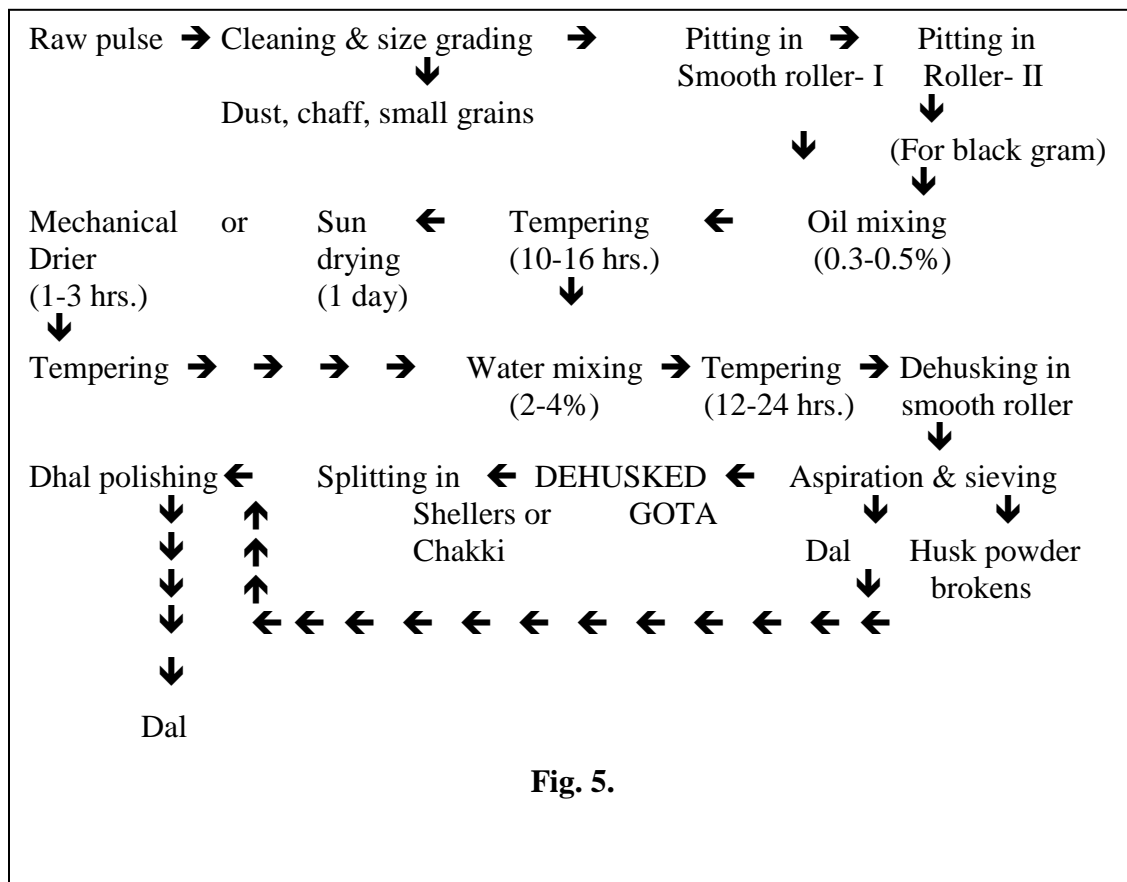 Raw pulse → Cleaning & size grading → Pitting in → Pitting in
Smooth roller- I Roller- II
Dust, chaff, small grains
(For black gram)
Mechanical or Sun ← Tempering ← Oil mixing
Drier drying (10-16 hrs.) (0.3-0.5%)
(1-3 hrs.) (1 day)
Tempering → → → → Water mixing → Tempering → Dehusking in
(2-4%) (12-24 hrs.) smooth roller
Dhal polishing ← Splitting in ← DEHUSKED ← Aspiration & sieving
Shellers or GOTA
Chakki Dal Husk powder
brokens
Dal
Fig. 5.